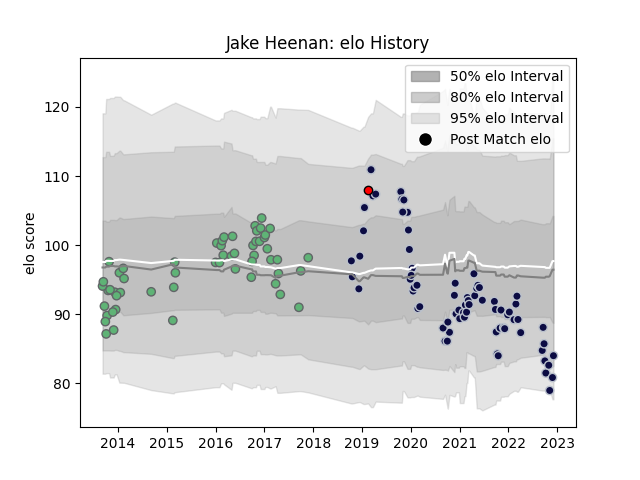 Jake Heenan: elo History
50% elo Interval
80% elo Interval
95% elo Interval
Post Match elo
elo score
120
110
100
90
80
2014 2015 2016 2017 2018 2019 2020 2021 2022 2023